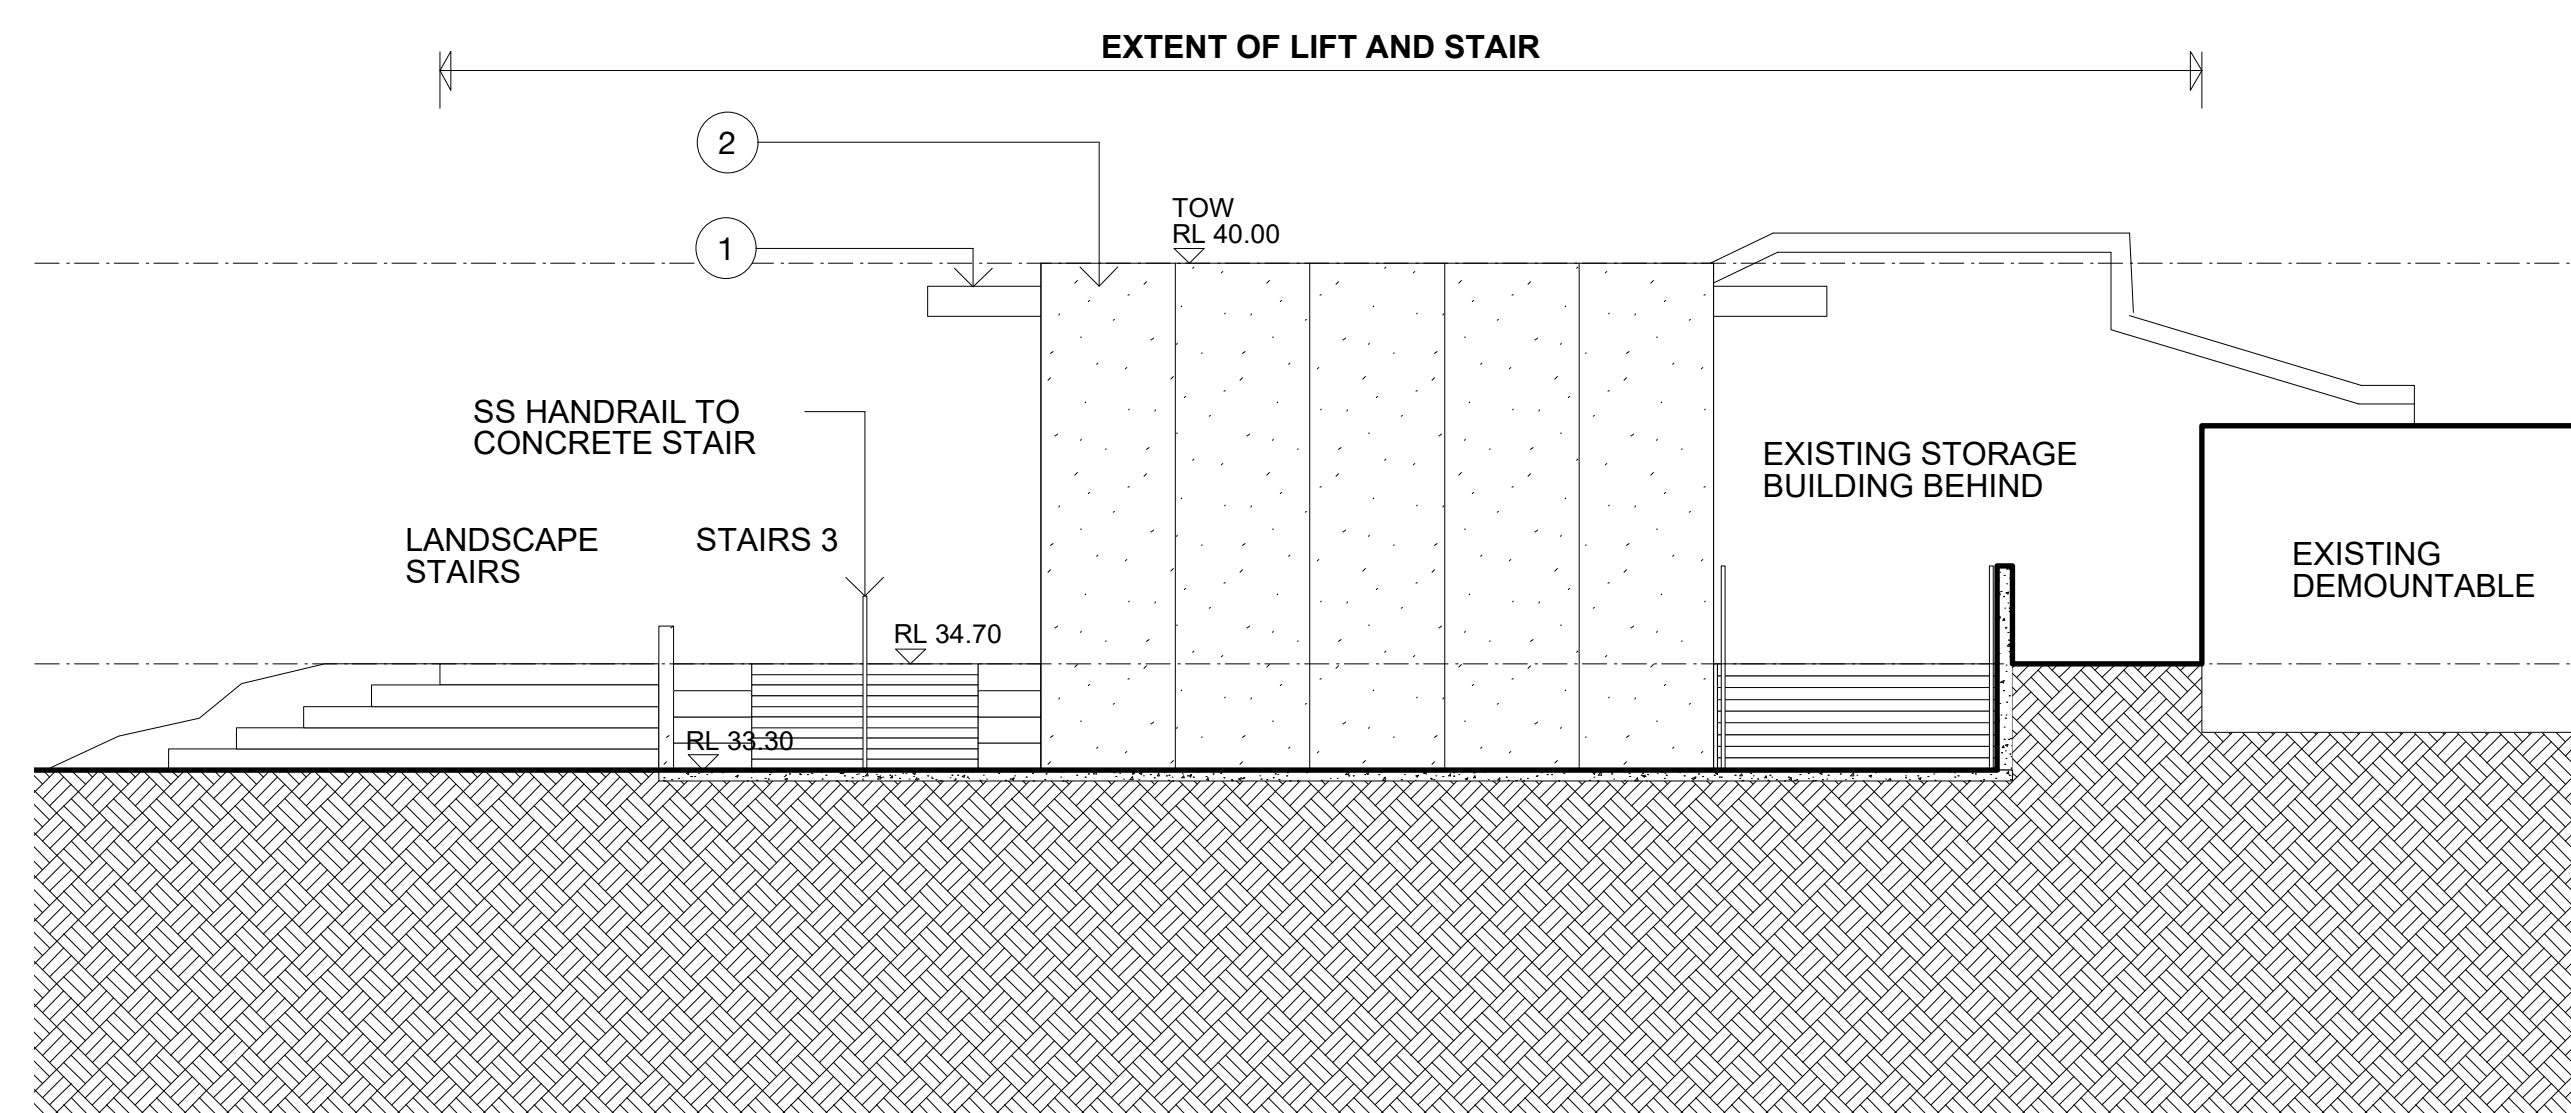 EXTENT OF LIFT AND STAIR
2
TOW
RL 40.00
1
SS HANDRAIL TO
CONCRETE STAIR
EXISTING STORAGE
BUILDING BEHIND
LANDSCAPE
STAIRS
STAIRS 3
EXISTING
DEMOUNTABLE
RL 34.70
RL 33.30